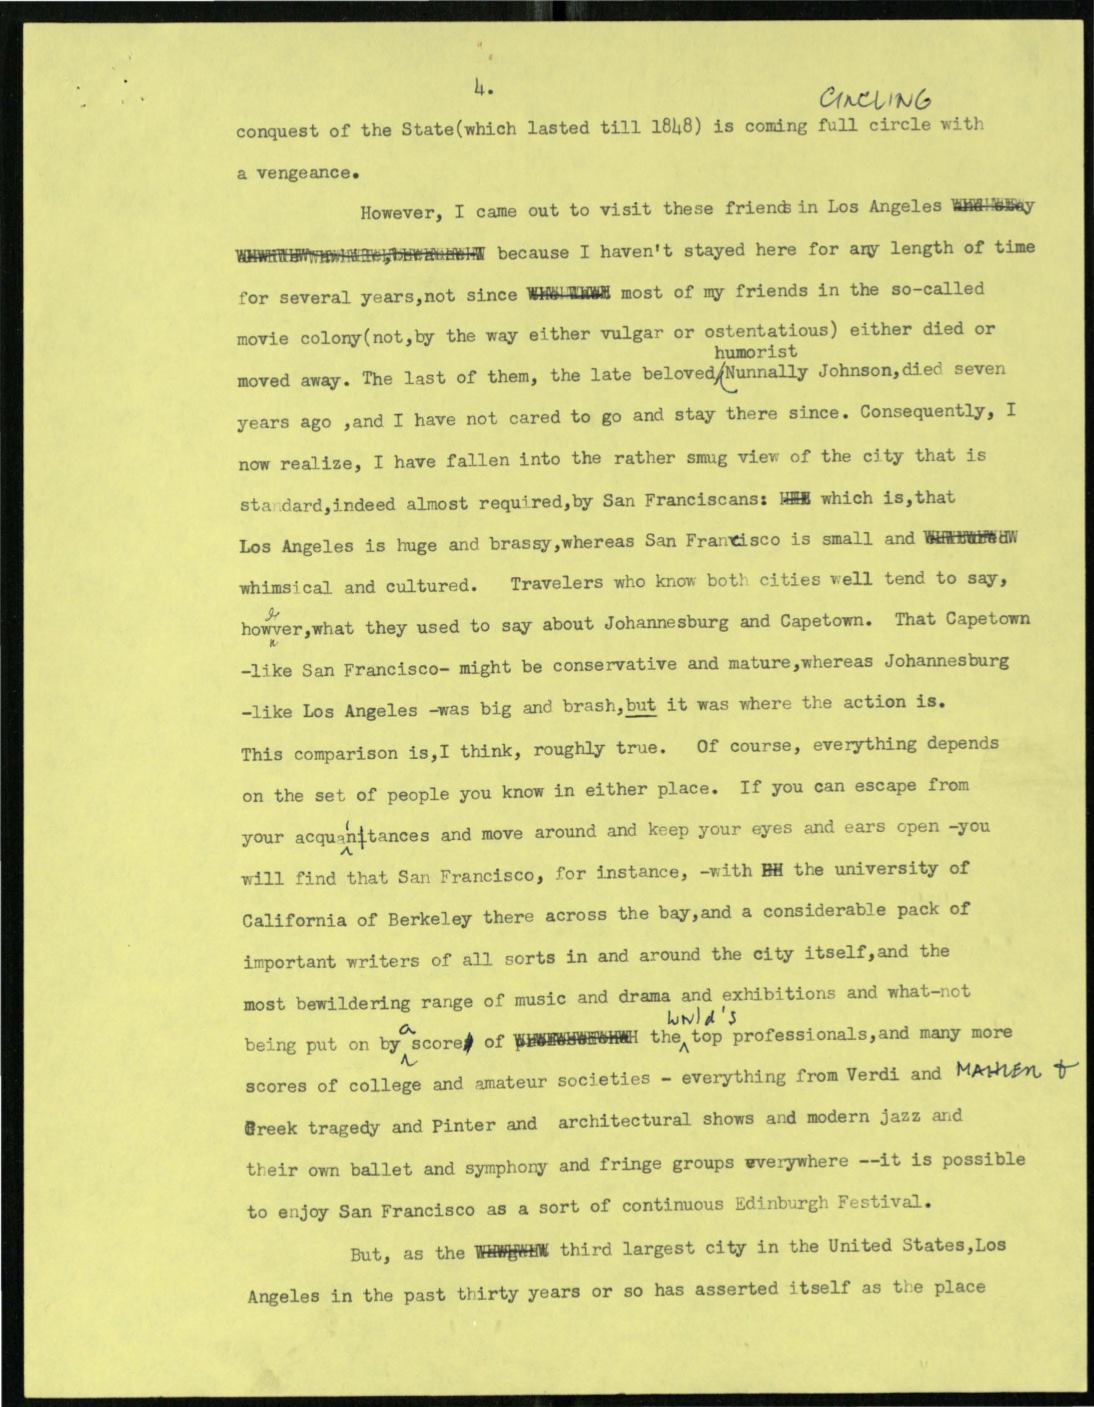 4.
CIRCLING
conquest of the State(which lasted till 1848) is coming full circle with
a vengeance.
However, I came out to visit these friends in Los Angeles
because I haven't stayed here for any length of time
for several years,not since most of my friends in the so-called
movie colony(not,by the way either vulgar or ostentatious) either died or
humorist
moved away. The last of them, the late beloved Nunnally Johnson,died seven
years ago ,and I have not cared to go and stay there since. Consequently, I
now realize, I have fallen into the rather smug view of the city that is
standard,indeed almost required,by San Franciscans: which is,that
Los Angeles is huge and brassy,whereas San Francisco is small and
whimsical and cultured. Travelers who know both cities well tend to say,
e
howver,what they used to say about Johannesburg and Capetown. That Capetown
-like San Francisco- might be conservative and mature,whereas Johannesburg
-like Los Angeles -was big and brash,but it was where the action is.
This comparison is,I think, roughly true. Of course, everything depends
on the set of people you know in either place. If you can escape from
your acquaintances and move around and keep your eyes and ears open -you
will find that San Francisco, for instance, -with the university of
California of Berkeley there across the bay,and a considerable pack of
important writers of all sorts in and around the city itself,and the
most bewildering range of music and drama and exhibitions and what-not
a world's
being put on by score of the top professionals,and many more
scores of college and amateur societies - everything from Verdi and MAHLER &
Greek tragedy and Pinter and architectural shows and modern jazz and
their own ballet and symphony and fringe groups everywhere --it is possible
to enjoy San Francisco as a sort of continuous Edinburgh Festival.
But, as the third largest city in the United States,Los
Angeles in the past thirty years or so has asserted itself as the place